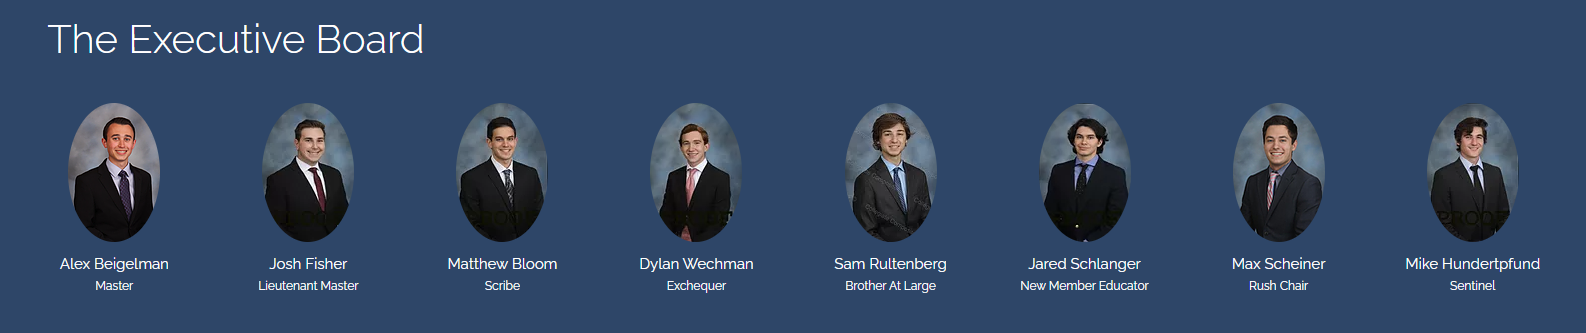 The Executive Board
Alex Beigelman
Master
Josh Fisher
Lieutenant Master
Matthew Bloom
Scribe
Dylan Wechman
Exchequer
Sam Rultenberg
Brother At Large
Jared Schlanger
New Member Educator
Max Scheiner
Rush Chair
Mike Hundertpfund
Sentinel
PROOF